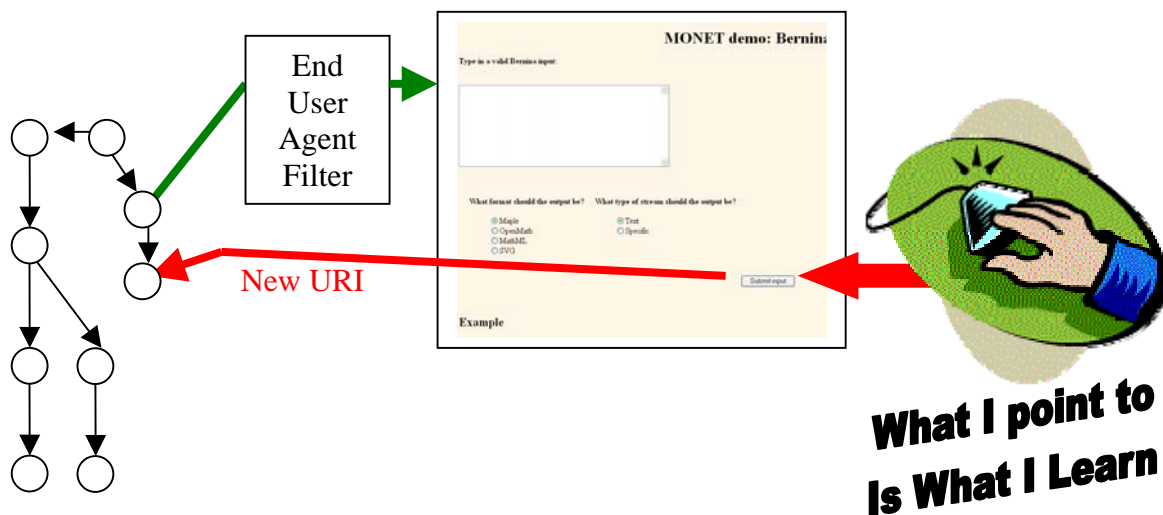 End
User
Agent
Filter
MONET demo: Bernina
Type in a valid Bernina input:
What format should the output be? What type of stream should the output be?
Maple
Text
OpenMath
Specific
MathML
SVG
New URI
Submit input
Example
What I point to
Is What I Learn